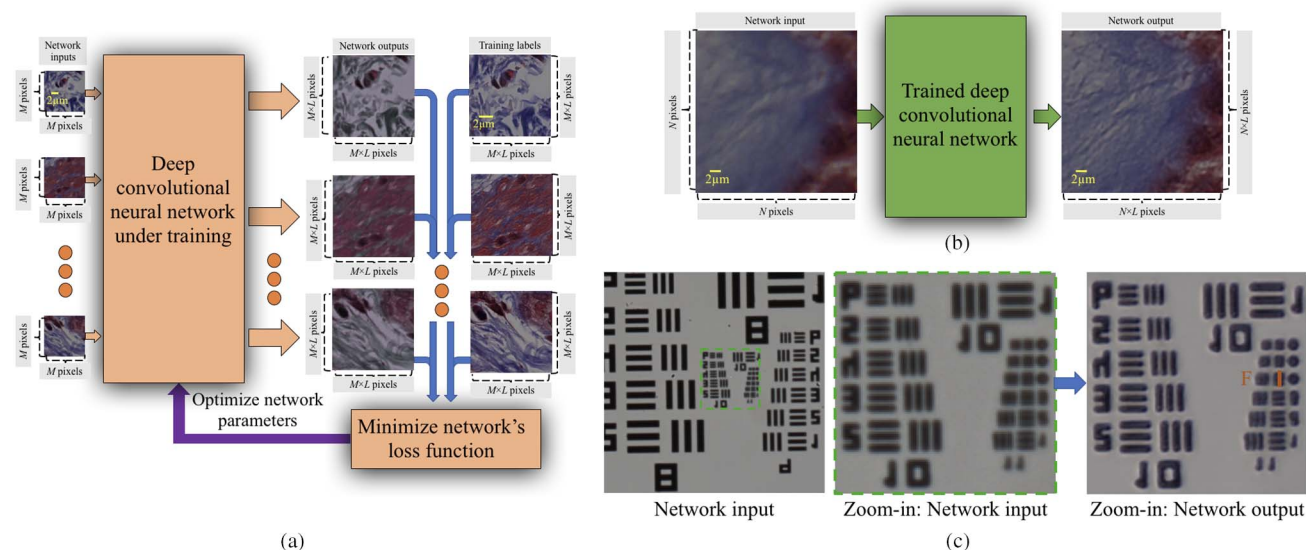 Network
inputs
M pixels
2μm
M pixels
M pixels
M pixels
M pixels
M pixels
Deep
convolutional
neural network
under training
Network outputs
M×L pixels
M×L pixels
M×L pixels
M×L pixels
M×L pixels
M×L pixels
Training labels
2μm
M×L pixels
M×L pixels
M×L pixels
M×L pixels
M×L pixels
M×L pixels
Optimize network
parameters
Minimize network's
loss function
(a)
Network input
N pixels
2μm
N pixels
Trained deep
convolutional
neural network
Network output
2μm
N×L pixels
N×L pixels
(b)
F I
Network input
Zoom-in: Network input
Zoom-in: Network output
(c)